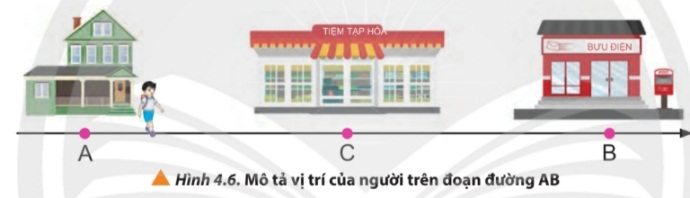 TIỆM TẠP HÓA
BƯU ĐIỆN
A
C
B
Hình 4.6. Mô tả vị trí của người trên đoạn đường AB